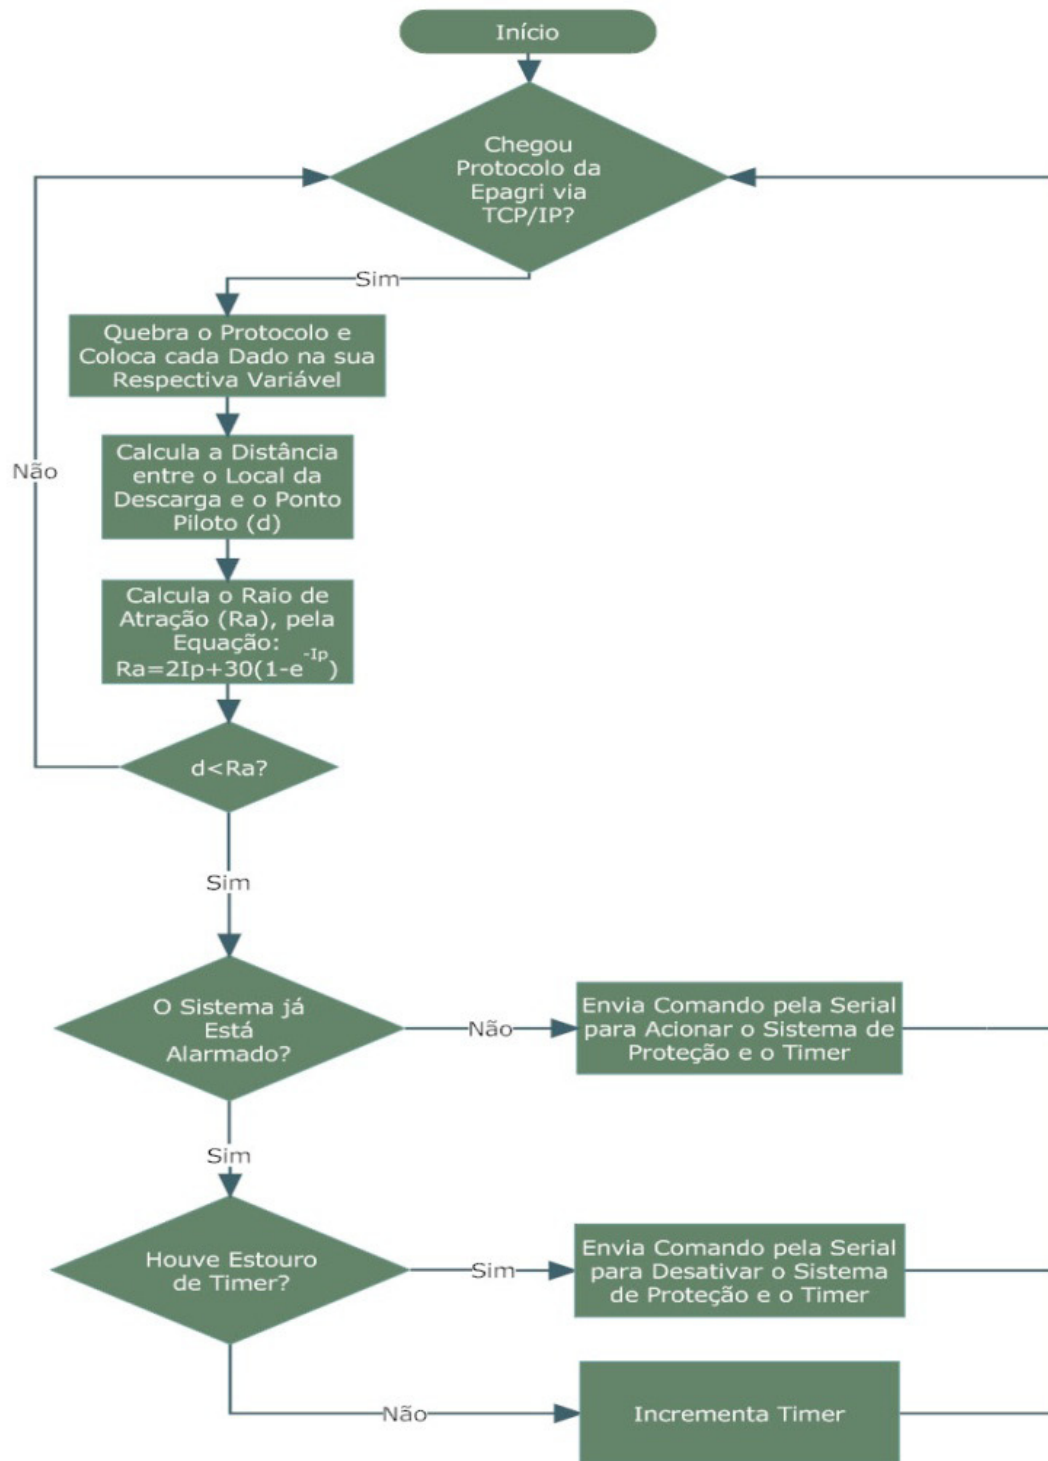 Início
Chegou
Protocolo da
Epagri via
TCP/IP?
Sim
Quebra o Protocolo e
Coloca cada Dado na sua
Respectiva Variável
Calcula a Distância
entre o Local da
Descarga e o Ponto
Piloto (d)
Não
Calcula o Raio de
Atração (Ra), pela
Equação:
Ra=2Ip+30(1-e^-Ip)
d<Ra?
Sim
O Sistema já
Está
Alarmado?
Não
Envia Comando pela Serial
para Acionar o Sistema de
Proteção e o Timer
Sim
Houve Estouro
de Timer?
Sim
Envia Comando pela Serial
para Desativar o Sistema
de Proteção e o Timer
Não
Incrementa Timer